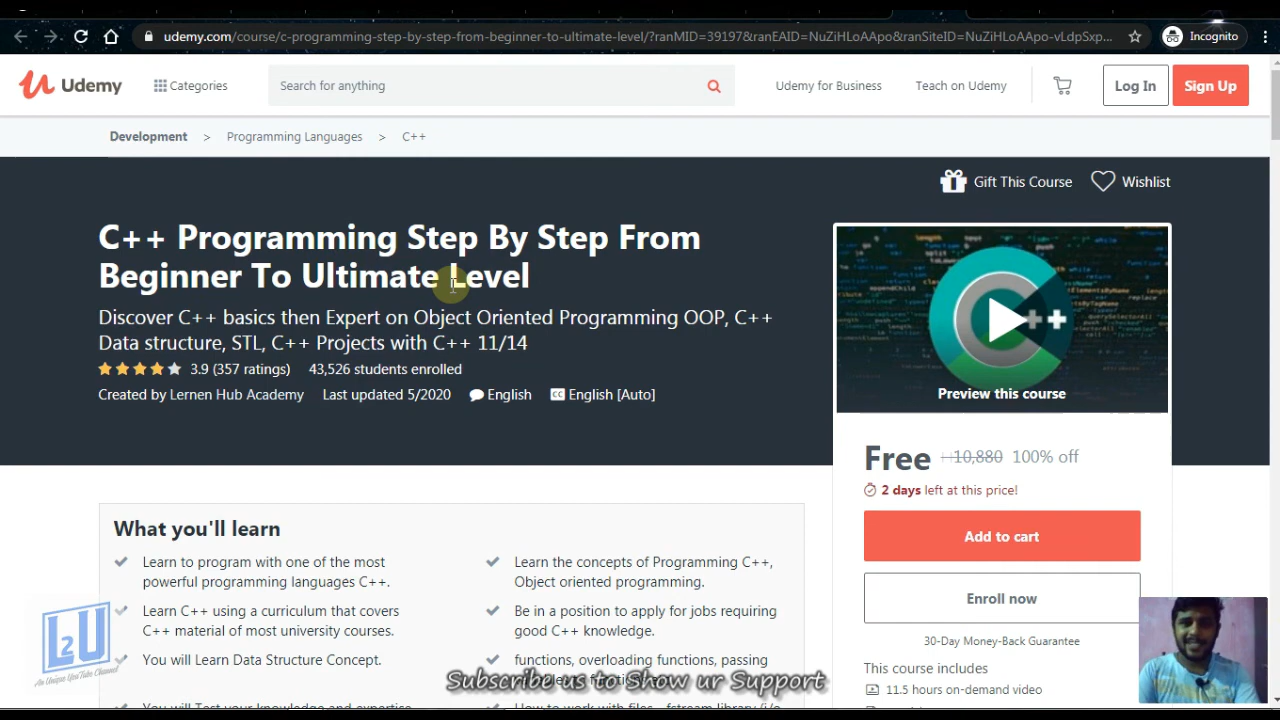 udemy.com/course/c-programming-step-by-step-from-beginner-to-ultimate-level/?ranMID=39197&ranEAID=NuZiHLoAApo&ranSiteID=NuZiHLoAApo-vLdpSxp...
Incognito
Udemy
Categories
Search for anything
Udemy for Business
Teach on Udemy
Log In
Sign Up
Development > Programming Languages > C++
Gift This Course
Wishlist
C++ Programming Step By Step From
Beginner To Ultimate Level
Discover C++ basics then Expert on Object Oriented Programming OOP, C++
Data structure, STL, C++ Projects with C++ 11/14
3.9 (357 ratings) 43,526 students enrolled
Created by Lernen Hub Academy Last updated 5/2020 English English [Auto]
Preview this course
Free 10,880 100% off
2 days left at this price!
Add to cart
Enroll now
30-Day Money-Back Guarantee
This course includes
11.5 hours on-demand video
What you'll learn
Learn to program with one of the most
powerful programming languages C++.
Learn C++ using a curriculum that covers
C++ material of most university courses.
You will Learn Data Structure Concept.
Learn the concepts of Programming C++,
Object oriented programming.
Be in a position to apply for jobs requiring
good C++ knowledge.
functions, overloading functions, passing
L2U
An Unique YouTube Channel
Subscribe us to Show ur Support